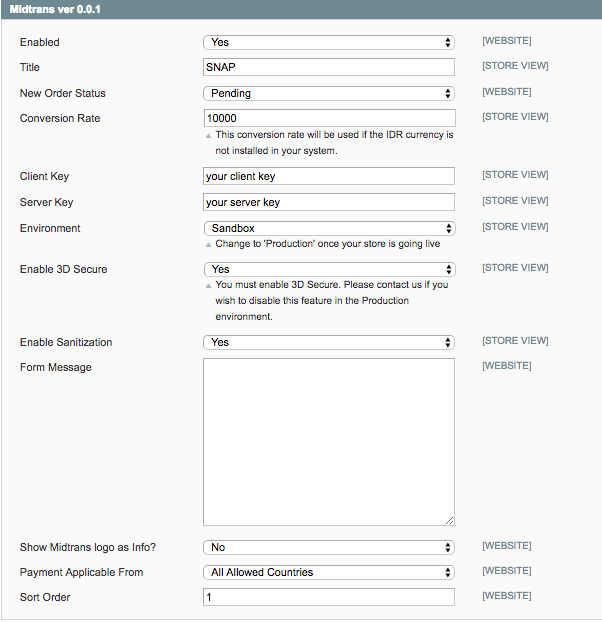 Midtrans ver 0.0.1
Enabled Yes [WEBSITE]
Title SNAP [STORE VIEW]
New Order Status Pending [WEBSITE]
Conversion Rate 10000 [STORE VIEW]
This conversion rate will be used if the IDR currency is
not installed in your system.
Client Key your client key [STORE VIEW]
Server Key your server key [STORE VIEW]
Environment Sandbox [STORE VIEW]
Change to 'Production' once your store is going live
Enable 3D Secure Yes [STORE VIEW]
You must enable 3D Secure. Please contact us if you
wish to disable this feature in the Production
environment.
Enable Sanitization Yes [STORE VIEW]
Form Message [WEBSITE]
Show Midtrans logo as Info? No [WEBSITE]
Payment Applicable From All Allowed Countries [WEBSITE]
Sort Order 1 [WEBSITE]